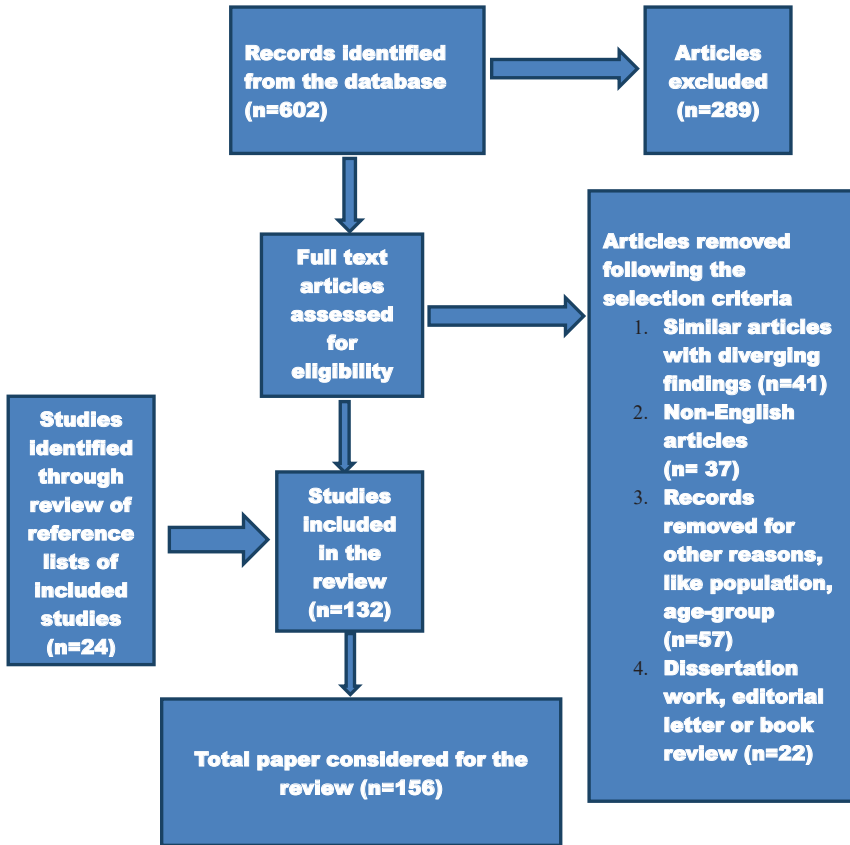 Records identified
from the database
(n=602)
Articles
excluded
(n=289)
Full text
articles
assessed
for
eligibility
Articles removed
following the
selection criteria
1. Similar articles
with diverging
findings (n=41)
2. Non-English
articles
(n= 37)
3. Records
removed for
other reasons,
like population,
age-group
(n=57)
4. Dissertation
work, editorial
letter or book
review (n=22)
Studies
identified
through
review of
reference
lists of
included
studies
(n=24)
Studies
included
in the
review
(n=132)
Total paper considered for the
review (n=156)